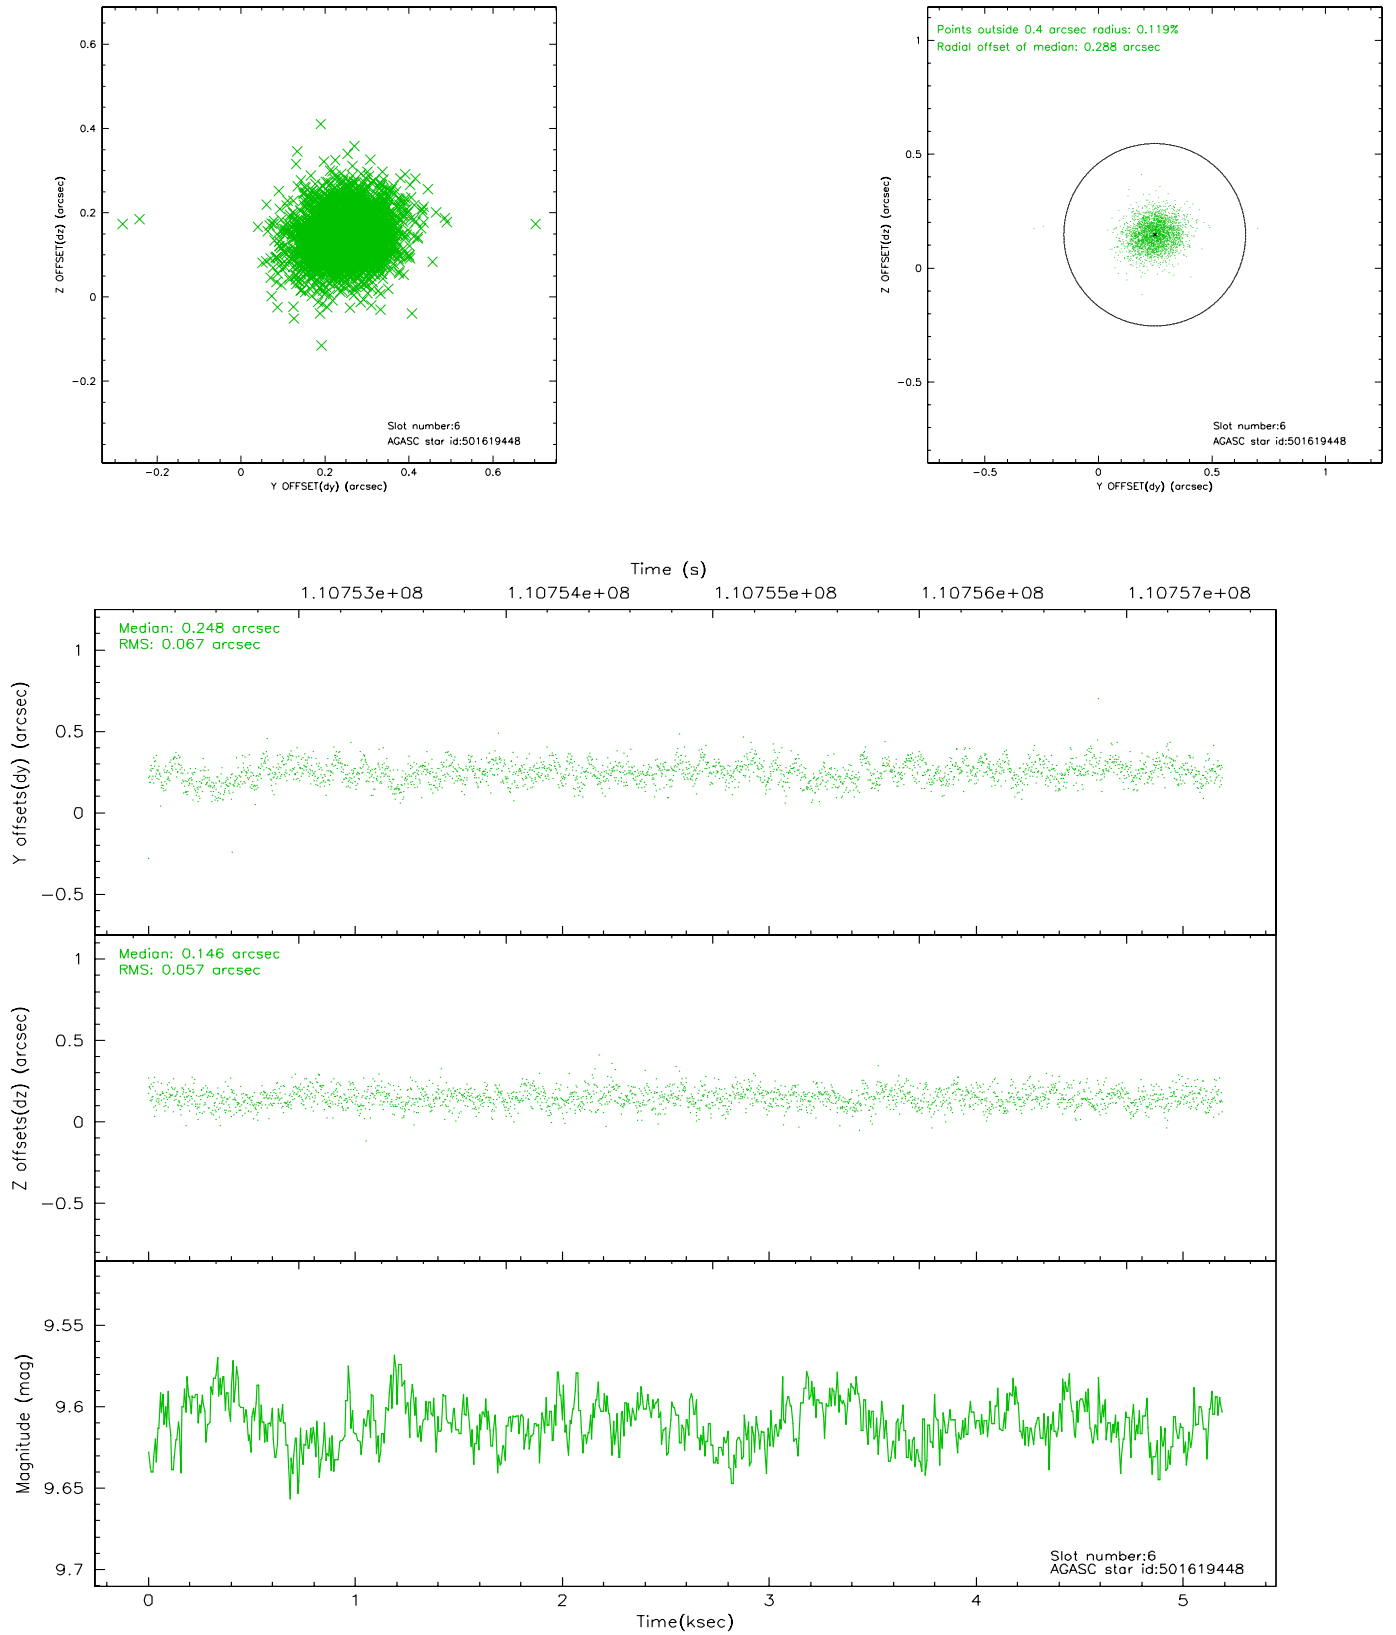 0.6
0.4
0.2
0
−0.2
Z OFFSET(dz) (arcsec)
Slot number:6
AGASC star id:501619448
−0.2 0 0.2 0.4 0.6
Y OFFSET(dy) (arcsec)
Points outside 0.4 arcsec radius: 0.119%
Radial offset of median: 0.288 arcsec
1
0.5
0
−0.5
Z OFFSET(dz) (arcsec)
Slot number:6
AGASC star id:501619448
−0.5 0 0.5 1
Y OFFSET(dy) (arcsec)
Time (s)
1.10753e+08 1.10754e+08 1.10755e+08 1.10756e+08 1.10757e+08
Median: 0.248 arcsec
RMS: 0.067 arcsec
1
0.5
0
−0.5
Y offsets(dy) (arcsec)
Median: 0.146 arcsec
RMS: 0.057 arcsec
1
0.5
0
−0.5
Z offsets(dz) (arcsec)
9.55
9.6
9.65
9.7
Magnitude (mag)
Slot number:6
AGASC star id:501619448
0 1 2 3 4 5
Time(ksec)